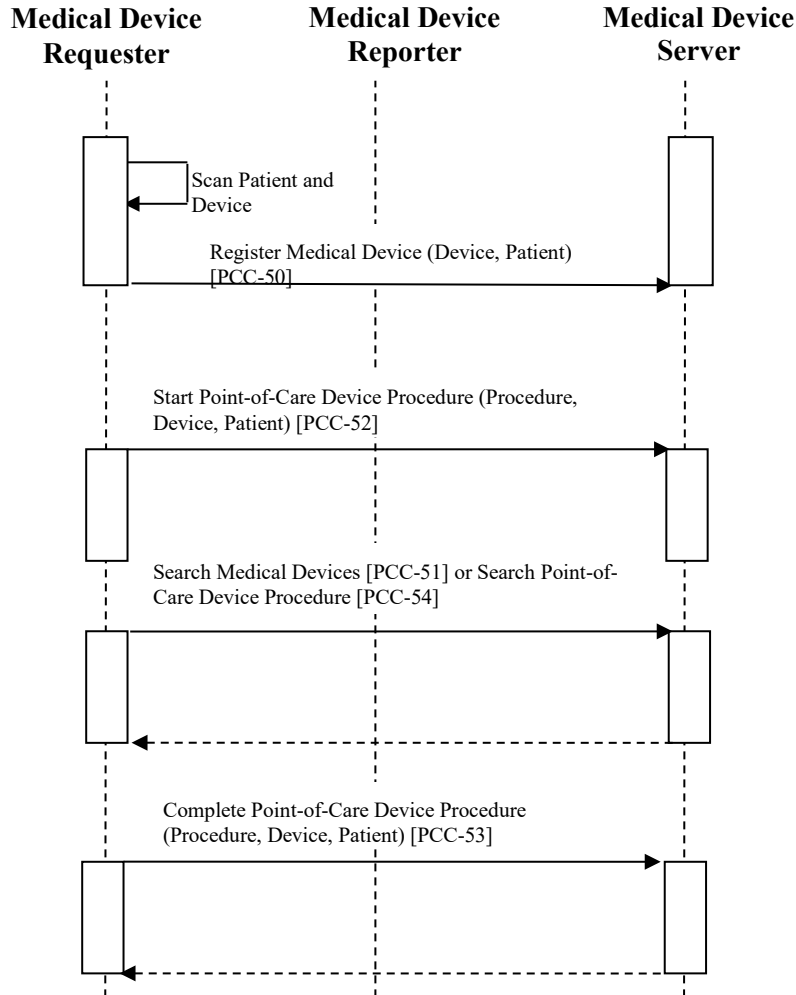 Medical Device
Requester
Medical Device
Reporter
Medical Device
Server
Scan Patient and
Device
Register Medical Device (Device, Patient)
[PCC-50]
Start Point-of-Care Device Procedure (Procedure,
Device, Patient) [PCC-52]
Search Medical Devices [PCC-51] or Search Point-of-
Care Device Procedure [PCC-54]
Complete Point-of-Care Device Procedure
(Procedure, Device, Patient) [PCC-53]